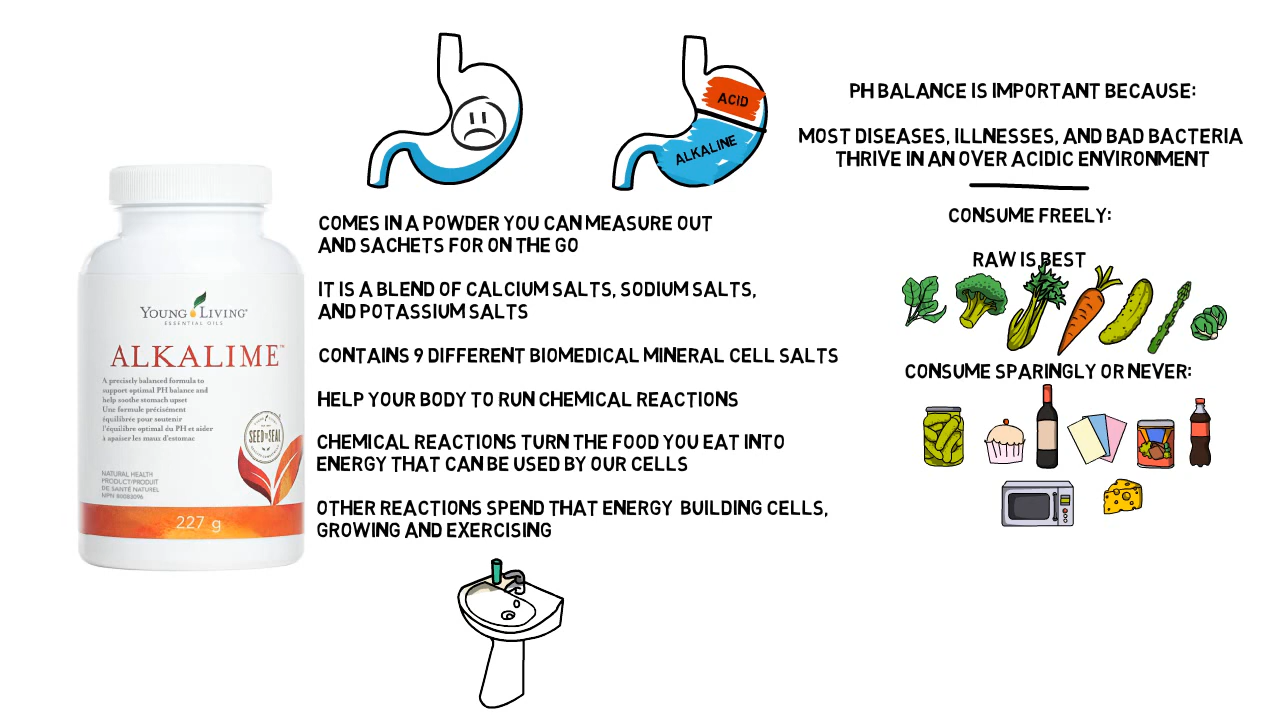 ACID
ALKALINE
PH BALANCE IS IMPORTANT BECAUSE:
MOST DISEASES, ILLNESSES, AND BAD BACTERIA
THRIVE IN AN OVER ACIDIC ENVIRONMENT
CONSUME FREELY:
RAW IS BEST
CONSUME SPARINGLY OR NEVER:
COMES IN A POWDER YOU CAN MEASURE OUT
AND SACHETS FOR ON THE GO
IT IS A BLEND OF CALCIUM SALTS, SODIUM SALTS,
AND POTASSIUM SALTS
CONTAINS 9 DIFFERENT BIOMEDICAL MINERAL CELL SALTS
HELP YOUR BODY TO RUN CHEMICAL REACTIONS
CHEMICAL REACTIONS TURN THE FOOD YOU EAT INTO
ENERGY THAT CAN BE USED BY OUR CELLS
OTHER REACTIONS SPEND THAT ENERGY BUILDING CELLS,
GROWING AND EXERCISING
YOUNG LIVING®
ESSENTIAL OILS
ALKALIME™
A precisely balanced formula to
support optimal PH balance and
help soothe stomach upset
Une formule précisément
équilibrée pour soutenir
l'équilibre optimal du PH et aider
à apaiser les maux d'estomac
SEED TO SEAL
NATURAL HEALTH
PRODUCT/PRODUIT
DE SANTÉ NATUREL
227 g